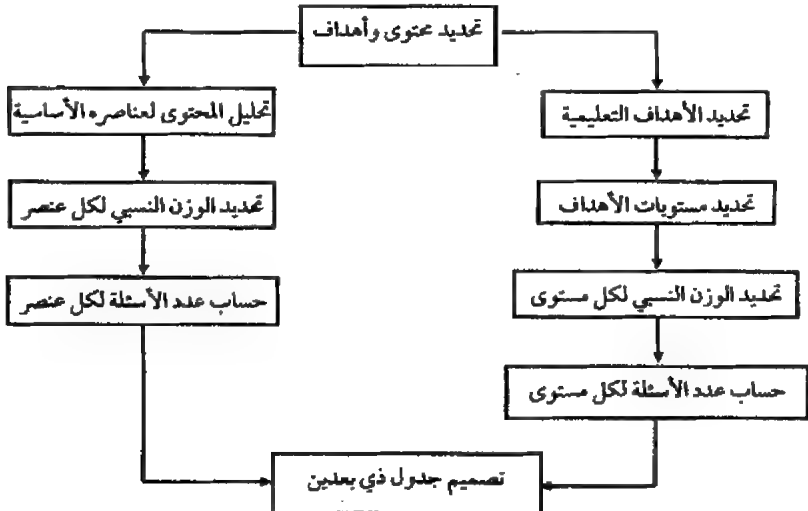 تحديد محتوى وأهداف
تحديد الأهداف التعليمية
تحديد مستويات الأهداف
تحديد الوزن النسبي لكل مستوى
حساب عدد الأسئلة لكل مستوى
تحليل المحتوى لعناصره الأساسية
تحديد الوزن النسبي لكل عنصر
حساب عدد الأسئلة لكل عنصر
تصميم جدول ذي بعدين